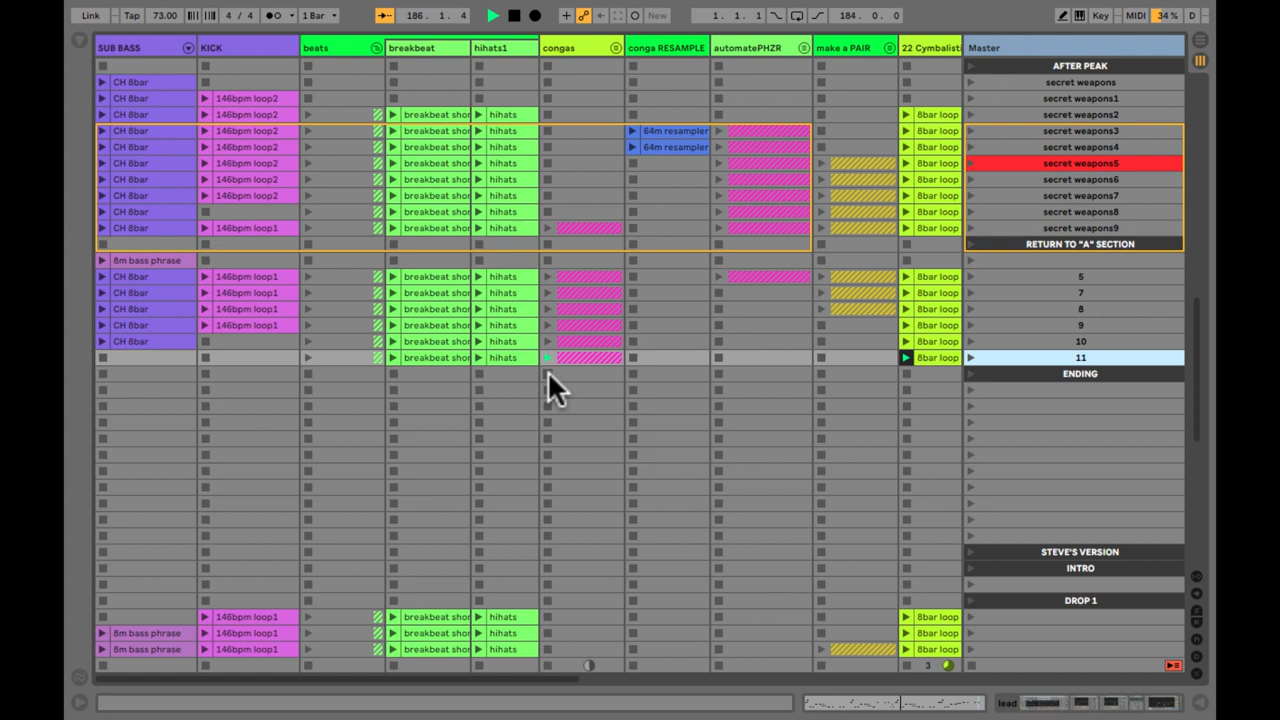 Link Tap 73.00 4 / 4 1 Bar 186 . 1 . 4 New 1 . 1 . 1 184 . 0 . 0 Key MIDI 34 % D
SUB BASS KICK beats breakbeat hihats1 congas conga RESAMPLE automatePHZR make a PAIR 22 Cymbalisti Master
AFTER PEAK
CH 8bar secret weapons
CH 8bar 146bpm loop2 secret weapons1
CH 8bar 146bpm loop2 breakbeat shor hihats 8bar loop secret weapons2
CH 8bar 146bpm loop2 breakbeat shor hihats 64m resampler 8bar loop secret weapons3
CH 8bar 146bpm loop2 breakbeat shor hihats 64m resampler 8bar loop secret weapons4
CH 8bar 146bpm loop2 breakbeat shor hihats 8bar loop secret weapons5
CH 8bar 146bpm loop2 breakbeat shor hihats 8bar loop secret weapons6
CH 8bar 146bpm loop2 breakbeat shor hihats 8bar loop secret weapons7
CH 8bar breakbeat shor hihats 8bar loop secret weapons8
CH 8bar 146bpm loop1 breakbeat shor hihats 8bar loop secret weapons9
RETURN TO "A" SECTION
8m bass phrase
CH 8bar 146bpm loop1 breakbeat shor hihats 8bar loop 5
CH 8bar 146bpm loop1 breakbeat shor hihats 8bar loop 7
CH 8bar 146bpm loop1 breakbeat shor hihats 8bar loop 8
CH 8bar 146bpm loop1 breakbeat shor hihats 8bar loop 9
CH 8bar breakbeat shor hihats 8bar loop 10
breakbeat shor hihats 8bar loop 11
ENDING
STEVE'S VERSION
INTRO
DROP 1
146bpm loop1 breakbeat shor hihats 8bar loop
8m bass phrase 146bpm loop1 breakbeat shor hihats 8bar loop
8m bass phrase 146bpm loop1 breakbeat shor hihats 8bar loop
3
lead